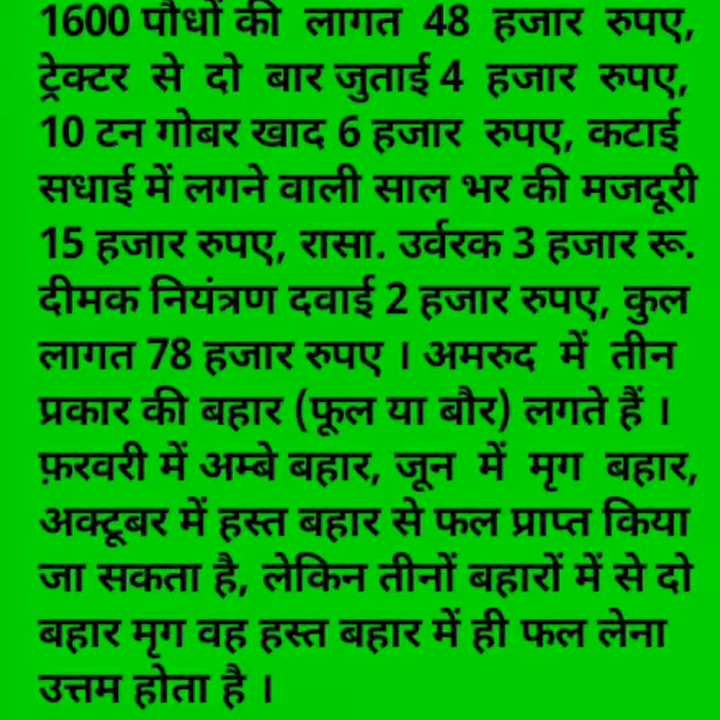 1600 पौधों की लागत 48 हजार रुपए,
ट्रेक्टर से दो बार जुताई 4 हजार रुपए,
10 टन गोबर खाद 6 हजार रुपए, कटाई
सधाई में लगने वाली साल भर की मजदूरी
15 हजार रुपए, रासा. उर्वरक 3 हजार रू.
दीमक नियंत्रण दवाई 2 हजार रुपए, कुल
लागत 78 हजार रुपए । अमरुद में तीन
प्रकार की बहार (फूल या बौर) लगते हैं ।
फ़रवरी में अम्बे बहार, जून में मृग बहार,
अक्टूबर में हस्त बहार से फल प्राप्त किया
जा सकता है, लेकिन तीनों बहारों में से दो
बहार मृग वह हस्त बहार में ही फल लेना
उत्तम होता है ।